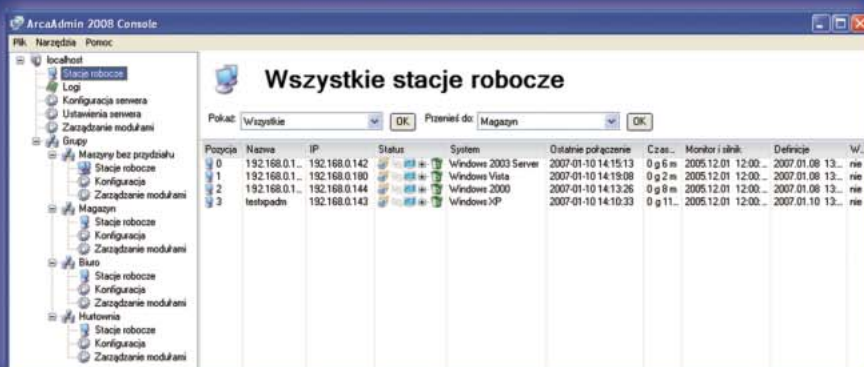 ArcaAdmin 2008 Console
Plik Narzędzia Pomoc
localhost
Stacje robocze
Logi
Konfiguracja serwera
Ustawienia serwera
Zarządzanie modułami
Grupy
Maszyny bez przydziału
Stacje robocze
Konfiguracja
Zarządzanie modułami
Magazyn
Stacje robocze
Konfiguracja
Zarządzanie modułami
Biuro
Stacje robocze
Konfiguracja
Zarządzanie modułami
Hurtownia
Stacje robocze
Konfiguracja
Zarządzanie modułami
Wszystkie stacje robocze
Pokaż: Wszystkie OK Przenieś do: Magazyn OK
Pozycja Nazwa IP Status System Ostatnie połączenie Czas... Monitor i silnik Definicje W...
0 192.168.0.1... 192.168.0.142 Windows 2003 Server 2007-01-10 14:15:13 0 g 6 m 2005.12.01 12:00:... 2007.01.08 13:... nie
1 192.168.0.1... 192.168.0.180 Windows Vista 2007-01-10 14:19:08 0 g 2 m 2005.12.01 12:00:... 2007.01.08 13:... nie
2 192.168.0.1... 192.168.0.144 Windows 2000 2007-01-10 14:13:26 0 g 8 m 2005.12.01 12:00:... 2007.01.08 13:... nie
3 testxpadm 192.168.0.143 Windows XP 2007-01-10 14:10:33 0 g 11... 2005.12.01 12:00:... 2007.01.10 13:... nie